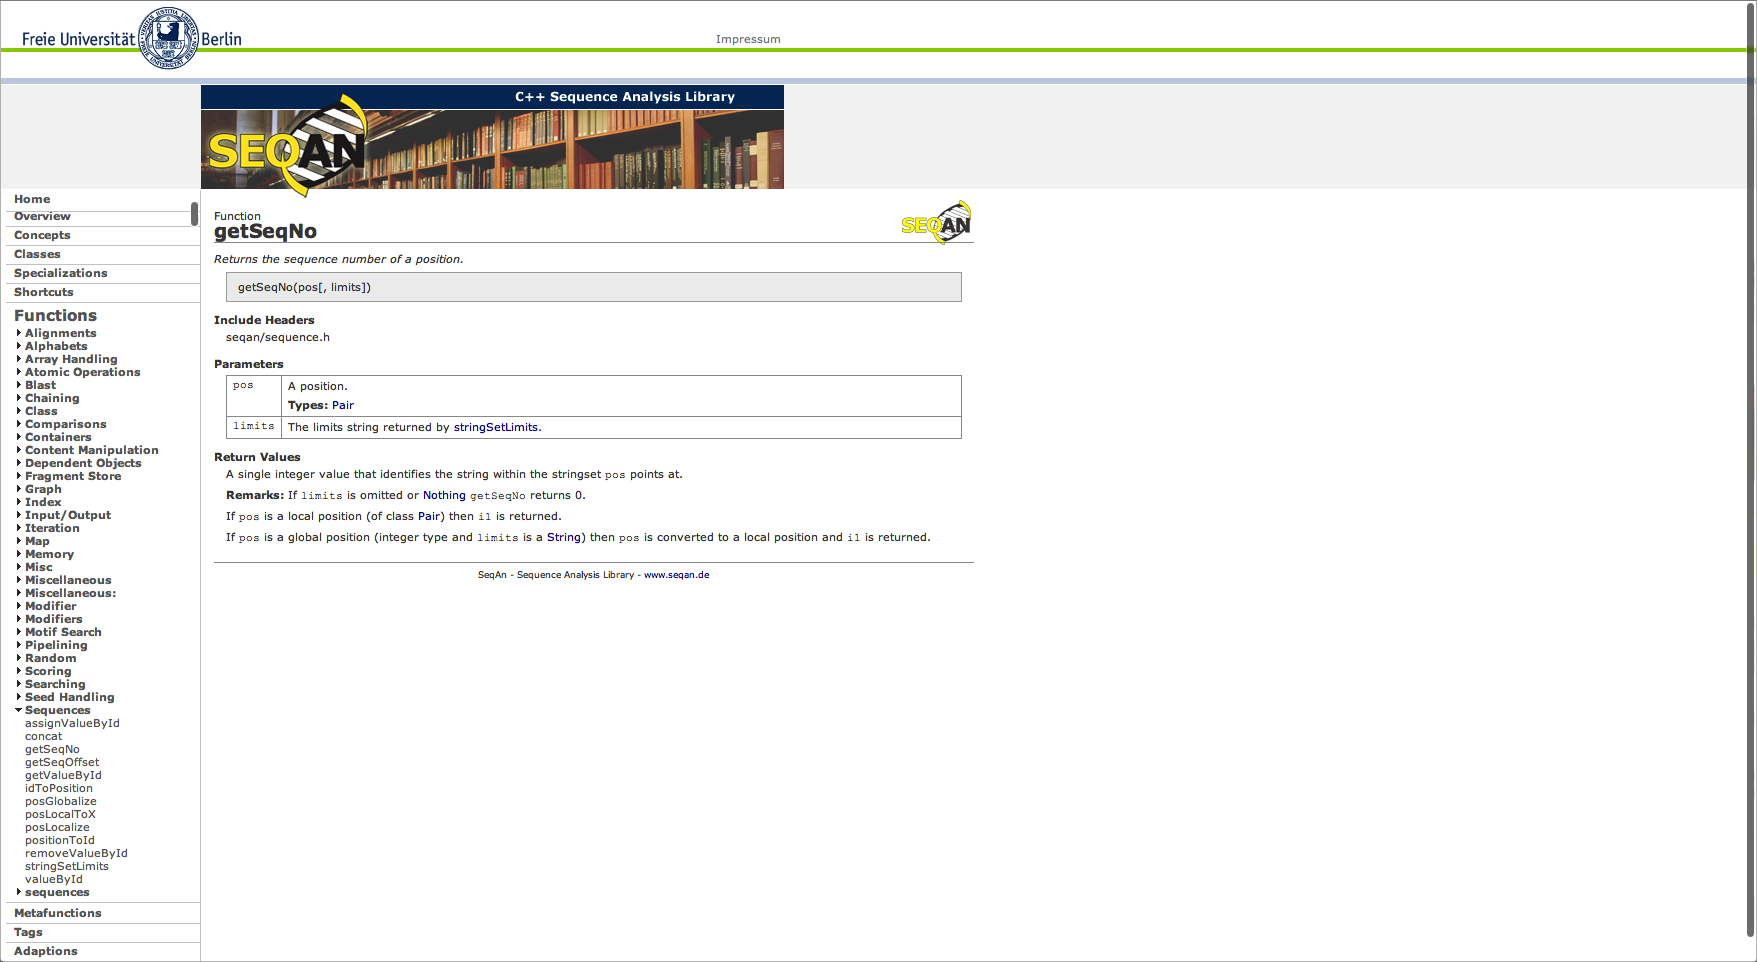 Freie Universität Berlin
Impressum
C++ Sequence Analysis Library
SEQAN
Home
Overview
Concepts
Classes
Specializations
Shortcuts
Functions
Alignments
Alphabets
Array Handling
Atomic Operations
Blast
Chaining
Class
Comparisons
Containers
Content Manipulation
Dependent Objects
Fragment Store
Graph
Index
Input/Output
Iteration
Map
Memory
Misc
Miscellaneous
Miscellaneous:
Modifier
Modifiers
Motif Search
Pipelining
Random
Scoring
Searching
Seed Handling
Sequences
assignValueById
concat
getSeqNo
getSeqOffset
getValueById
idToPosition
posGlobalize
posLocalToX
posLocalize
positionToId
removeValueById
stringSetLimits
valueById
sequences
Metafunctions
Tags
Adaptions
Function
getSeqNo
SEQAN
Returns the sequence number of a position.
getSeqNo(pos[, limits])
Include Headers
seqan/sequence.h
Parameters
pos A position.
Types: Pair
limits The limits string returned by stringSetLimits.
Return Values
A single integer value that identifies the string within the stringset pos points at.
Remarks: If limits is omitted or Nothing getSeqNo returns 0.
If pos is a local position (of class Pair) then i1 is returned.
If pos is a global position (integer type and limits is a String) then pos is converted to a local position and i1 is returned.
SeqAn - Sequence Analysis Library - www.seqan.de